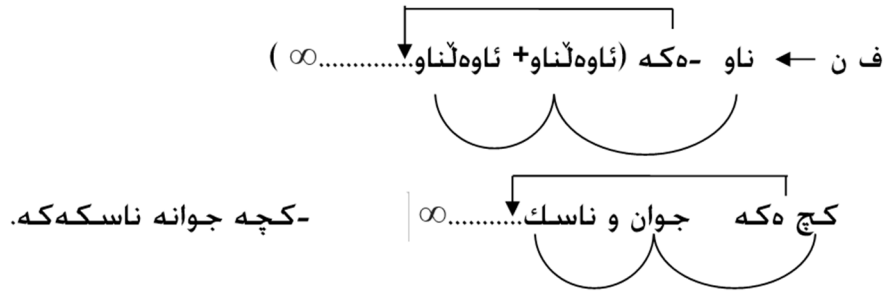 ف ن ← ناو -ەکە (ئاوەڵناو+ ئاوەڵناو..............∞ )
کچ ەکە جوان و ناسك..........∞ -کچە جوانە ناسکەکە.